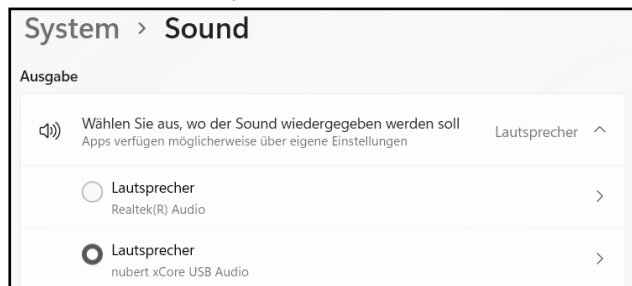 System > Sound
Ausgabe
Wählen Sie aus, wo der Sound wiedergegeben werden soll
Apps verfügen möglicherweise über eigene Einstellungen
Lautsprecher
Lautsprecher
Realtek(R) Audio
Lautsprecher
nubert xCore USB Audio